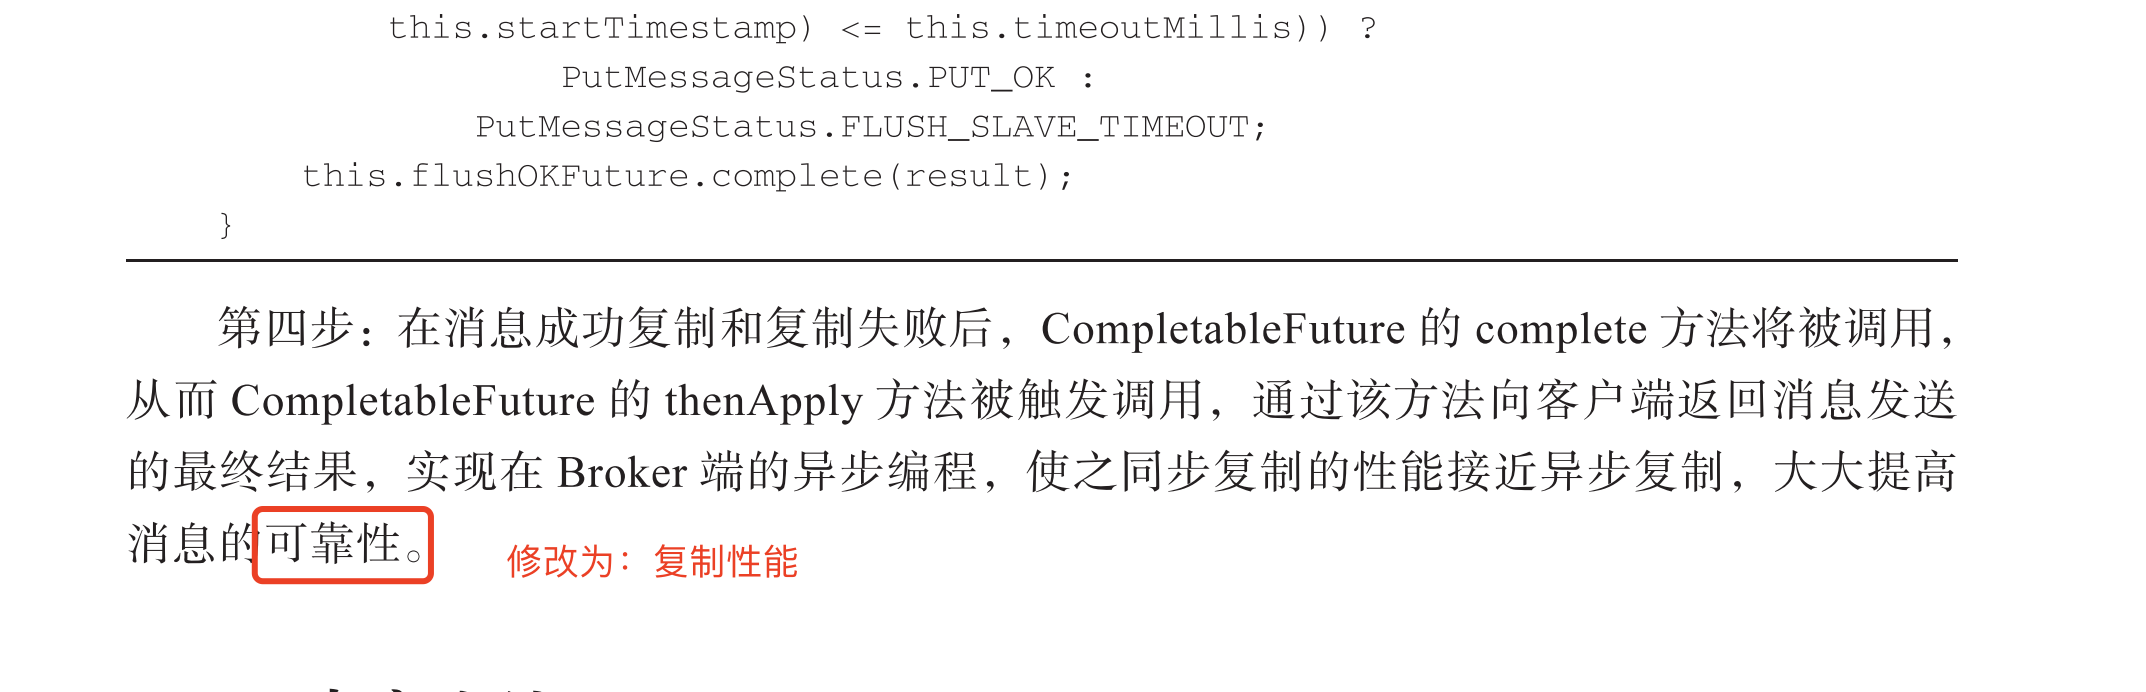 this.startTimestamp) <= this.timeoutMillis)) ?
PutMessageStatus.PUT_OK :
PutMessageStatus.FLUSH_SLAVE_TIMEOUT;
this.flushOKFuture.complete(result);
}
第四步：在消息成功复制和复制失败后，CompletableFuture 的 complete 方法将被调用，
从而 CompletableFuture 的 thenApply 方法被触发调用，通过该方法向客户端返回消息发送
的最终结果，实现在 Broker 端的异步编程，使之同步复制的性能接近异步复制，大大提高
消息的可靠性。
修改为：复制性能